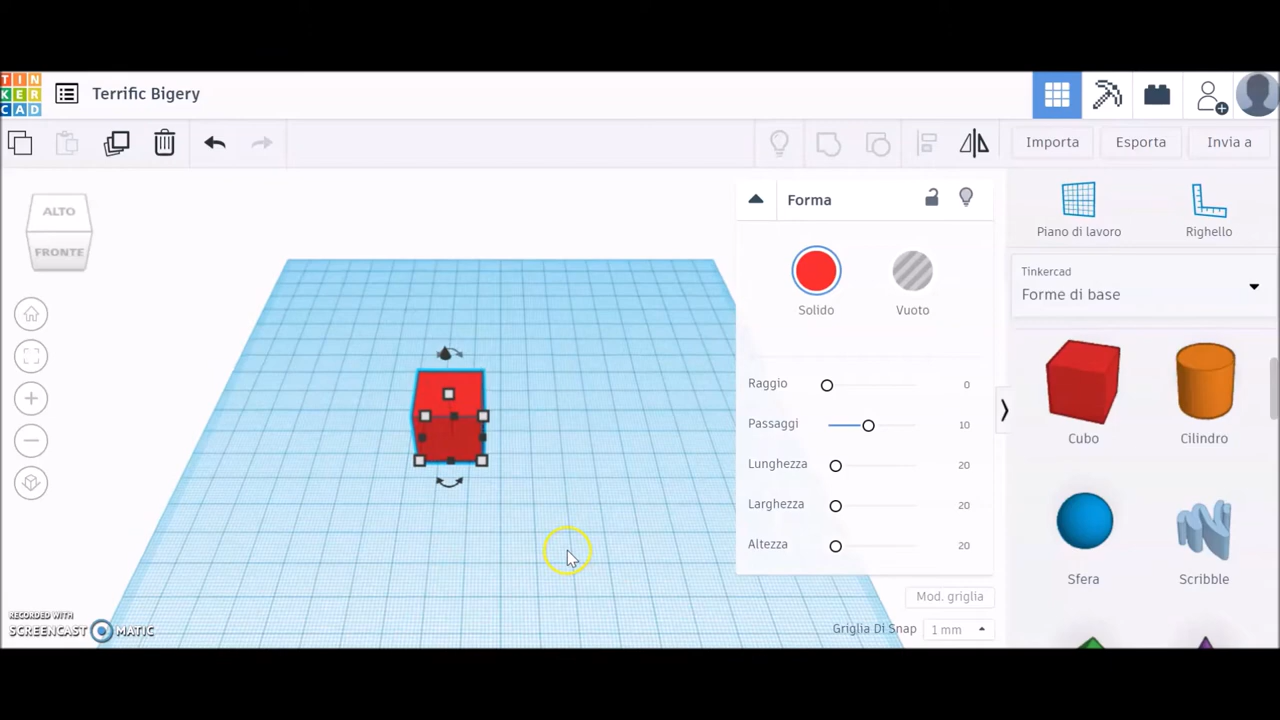 TIN
KER
CAD
Terrific Bigery
Importa
Esporta
Invia a
ALTO
FRONTE
Forma
Solido
Vuoto
Raggio 0
Passaggi 10
Lunghezza 20
Larghezza 20
Altezza 20
Mod. griglia
Griglia Di Snap 1 mm
Piano di lavoro
Righello
Tinkercad
Forme di base
Cubo
Cilindro
Sfera
Scribble
RECORDED WITH
SCREENCAST MATIC